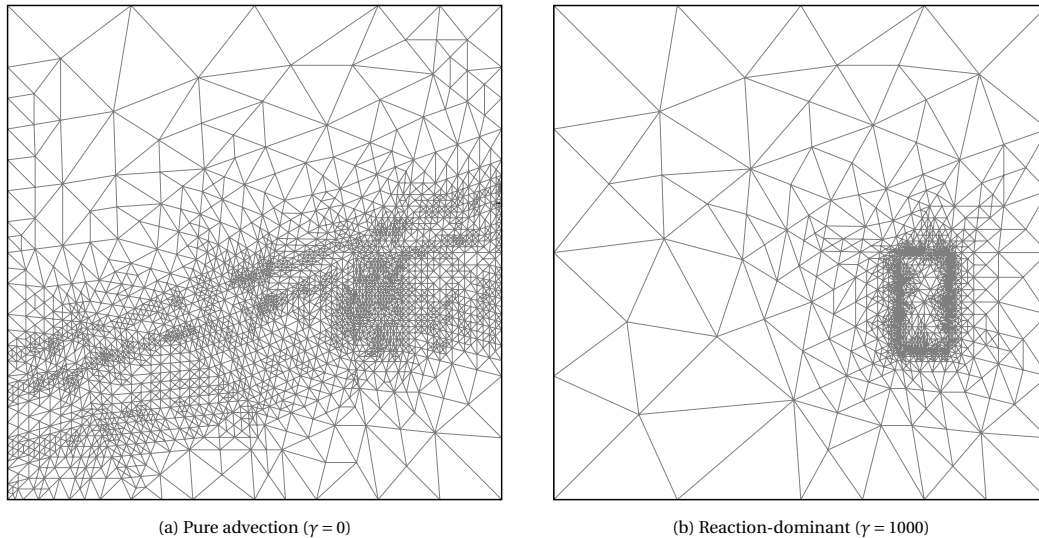 (a) Pure advection (γ = 0)
(b) Reaction-dominant (γ = 1000)